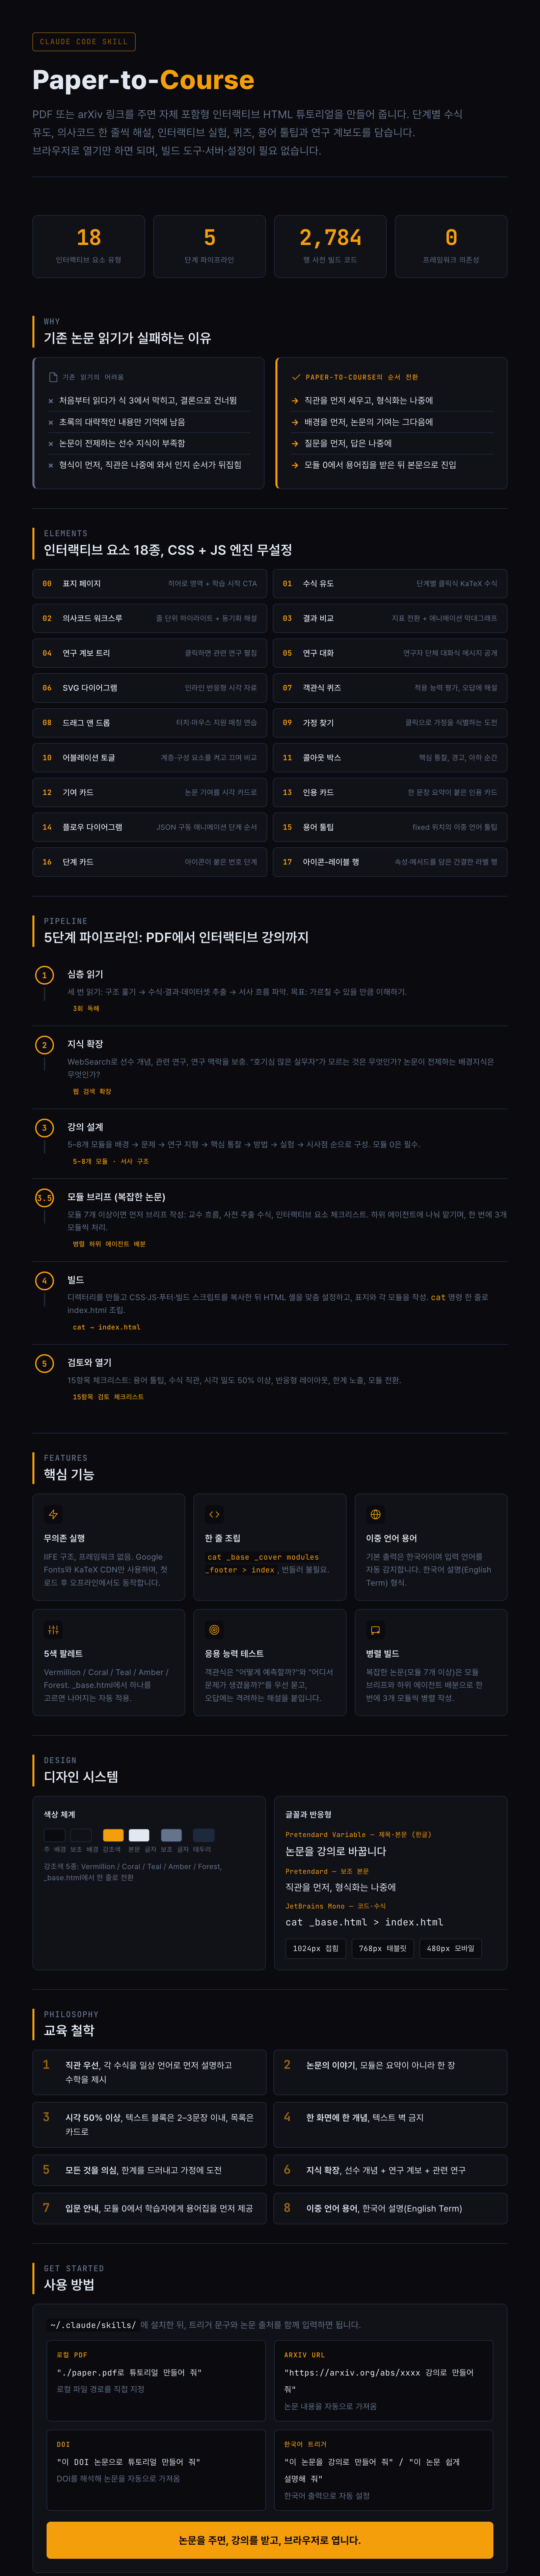 CLAUDE CODE SKILL
Paper-to-Course
PDF 또는 arXiv 링크를 주면 자체 포함형 인터랙티브 HTML 튜토리얼을 만들어 줍니다. 단계별 수식
유도, 의사코드 한 줄씩 해설, 인터랙티브 실험, 퀴즈, 용어 툴팁과 연구 계보도를 담습니다.
브라우저로 열기만 하면 되며, 빌드 도구·서버·설정이 필요 없습니다.
18
인터랙티브 요소 유형
5
단계 파이프라인
2,784
행 사전 빌드 코드
0
프레임워크 의존성
WHY
기존 논문 읽기가 실패하는 이유
기존 읽기의 어려움
× 처음부터 읽다가 식 3에서 막히고, 결론으로 건너뜀
× 초록의 대략적인 내용만 기억에 남음
× 논문이 전제하는 선수 지식이 부족함
× 형식이 먼저, 직관은 나중에 와서 인지 순서가 뒤집힘
PAPER-TO-COURSE의 순서 전환
→ 직관을 먼저 세우고, 형식화는 나중에
→ 배경을 먼저, 논문의 기여는 그다음에
→ 질문을 먼저, 답은 나중에
→ 모듈 0에서 용어집을 받은 뒤 본문으로 진입
ELEMENTS
인터랙티브 요소 18종, CSS + JS 엔진 무설정
00 표지 페이지 히어로 영역 + 학습 시작 CTA
01 수식 유도 단계별 클릭식 KaTeX 수식
02 의사코드 워크스루 줄 단위 하이라이트 + 동기화 해설
03 결과 비교 지표 전환 + 애니메이션 막대그래프
04 연구 계보 트리 클릭하면 관련 연구 펼침
05 연구 대화 연구자 단체 대화식 메시지 공개
06 SVG 다이어그램 인라인 반응형 시각 자료
07 객관식 퀴즈 적용 능력 평가, 오답에 해설
08 드래그 앤 드롭 터치·마우스 지원 매칭 연습
09 가정 찾기 클릭으로 가정을 식별하는 도전
10 어블레이션 토글 계층·구성 요소를 켜고 끄며 비교
11 콜아웃 박스 핵심 통찰, 경고, 아하 순간
12 기여 카드 논문 기여를 시각 카드로
13 인용 카드 한 문장 요약이 붙은 인용 카드
14 플로우 다이어그램 JSON 구동 애니메이션 단계 순서
15 용어 툴팁 fixed 위치의 이중 언어 툴팁
16 단계 카드 아이콘이 붙은 번호 단계
17 아이콘-레이블 행 속성·메서드를 담은 간결한 라벨 행
PIPELINE
5단계 파이프라인: PDF에서 인터랙티브 강의까지
1 심층 읽기
세 번 읽기: 구조 훑기 → 수식·결과·데이터셋 추출 → 서사 흐름 파악. 목표: 가르칠 수 있을 만큼 이해하기.
3회 독해
2 지식 확장
WebSearch로 선수 개념, 관련 연구, 연구 맥락을 보충. "호기심 많은 실무자"가 모르는 것은 무엇인가? 논문이 전제하는 배경지식은
무엇인가?
웹 검색 확장
3 강의 설계
5–8개 모듈을 배경 → 문제 → 연구 지형 → 핵심 통찰 → 방법 → 실험 → 시사점 순으로 구성. 모듈 0은 필수.
5–8개 모듈 · 서사 구조
3.5 모듈 브리프 (복잡한 논문)
모듈 7개 이상이면 먼저 브리프 작성: 교수 흐름, 사전 추출 수식, 인터랙티브 요소 체크리스트. 하위 에이전트에 나눠 맡기며, 한 번에 3개
모듈씩 처리.
병렬 하위 에이전트 배분
4 빌드
디렉터리를 만들고 CSS·JS·푸터·빌드 스크립트를 복사한 뒤 HTML 셸을 맞춤 설정하고, 표지와 각 모듈을 작성. cat 명령 한 줄로
index.html 조립.
cat → index.html
5 검토와 열기
15항목 체크리스트: 용어 툴팁, 수식 직관, 시각 밀도 50% 이상, 반응형 레이아웃, 한계 노출, 모듈 전환.
15항목 검토 체크리스트
FEATURES
핵심 기능
무의존 실행
IIFE 구조, 프레임워크 없음. Google
Fonts와 KaTeX CDN만 사용하며, 첫
로드 후 오프라인에서도 동작합니다.
한 줄 조립
cat _base _cover modules
_footer > index , 번들러 불필요.
이중 언어 용어
기본 출력은 한국어이며 입력 언어를
자동 감지합니다. 한국어 설명(English
Term) 형식.
5색 팔레트
Vermillion / Coral / Teal / Amber /
Forest. _base.html에서 하나를
고르면 나머지는 자동 적용.
응용 능력 테스트
객관식은 "어떻게 예측할까?"와 "어디서
문제가 생겼을까?"를 우선 묻고,
오답에는 격려하는 해설을 붙입니다.
병렬 빌드
복잡한 논문(모듈 7개 이상)은 모듈
브리프와 하위 에이전트 배분으로 한
번에 3개 모듈씩 병렬 작성.
DESIGN
디자인 시스템
색상 체계
주 배경 보조 배경 강조색 본문 글자 보조 글자 테두리
강조색 5종: Vermillion / Coral / Teal / Amber / Forest,
_base.html에서 한 줄로 전환
글꼴과 반응형
Pretendard Variable — 제목·본문 (한글)
논문을 강의로 바꿉니다
Pretendard — 보조 본문
직관을 먼저, 형식화는 나중에
JetBrains Mono — 코드·수식
cat _base.html > index.html
1024px 접힘 768px 태블릿 480px 모바일
PHILOSOPHY
교육 철학
1 직관 우선, 각 수식을 일상 언어로 먼저 설명하고
수학을 제시
2 논문의 이야기, 모듈은 요약이 아니라 한 장
3 시각 50% 이상, 텍스트 블록은 2–3문장 이내, 목록은
카드로
4 한 화면에 한 개념, 텍스트 벽 금지
5 모든 것을 의심, 한계를 드러내고 가정에 도전
6 지식 확장, 선수 개념 + 연구 계보 + 관련 연구
7 입문 안내, 모듈 0에서 학습자에게 용어집을 먼저 제공
8 이중 언어 용어, 한국어 설명(English Term)
GET STARTED
사용 방법
~/.claude/skills/ 에 설치한 뒤, 트리거 문구와 논문 출처를 함께 입력하면 됩니다.
로컬 PDF
"./paper.pdf로 튜토리얼 만들어 줘"
로컬 파일 경로를 직접 지정
ARXIV URL
"https://arxiv.org/abs/xxxx 강의로 만들어
줘"
논문 내용을 자동으로 가져옴
DOI
"이 DOI 논문으로 튜토리얼 만들어 줘"
DOI를 해석해 논문을 자동으로 가져옴
한국어 트리거
"이 논문을 강의로 만들어 줘" / "이 논문 쉽게
설명해 줘"
한국어 출력으로 자동 설정
논문을 주면, 강의를 받고, 브라우저로 엽니다.